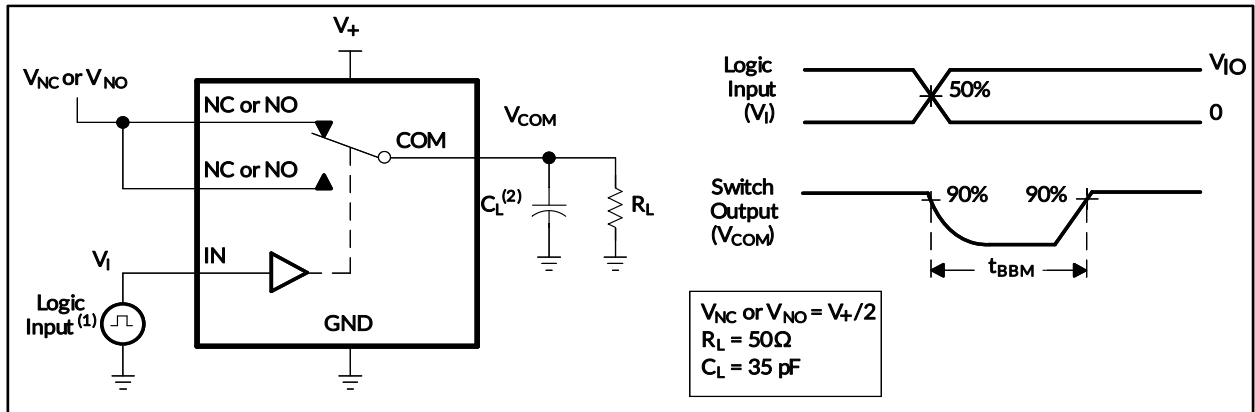 V+
VNC or VNO
NC or NO
VCOM
COM
NC or NO
CL(2)
RL
VI
IN
Logic
Input (1)
GND
Logic
Input
(VI)
50%
VIO
0
Switch
Output
(VCOM)
90%
90%
tBBM
VNC or VNO = V+/2
RL = 50Ω
CL = 35 pF